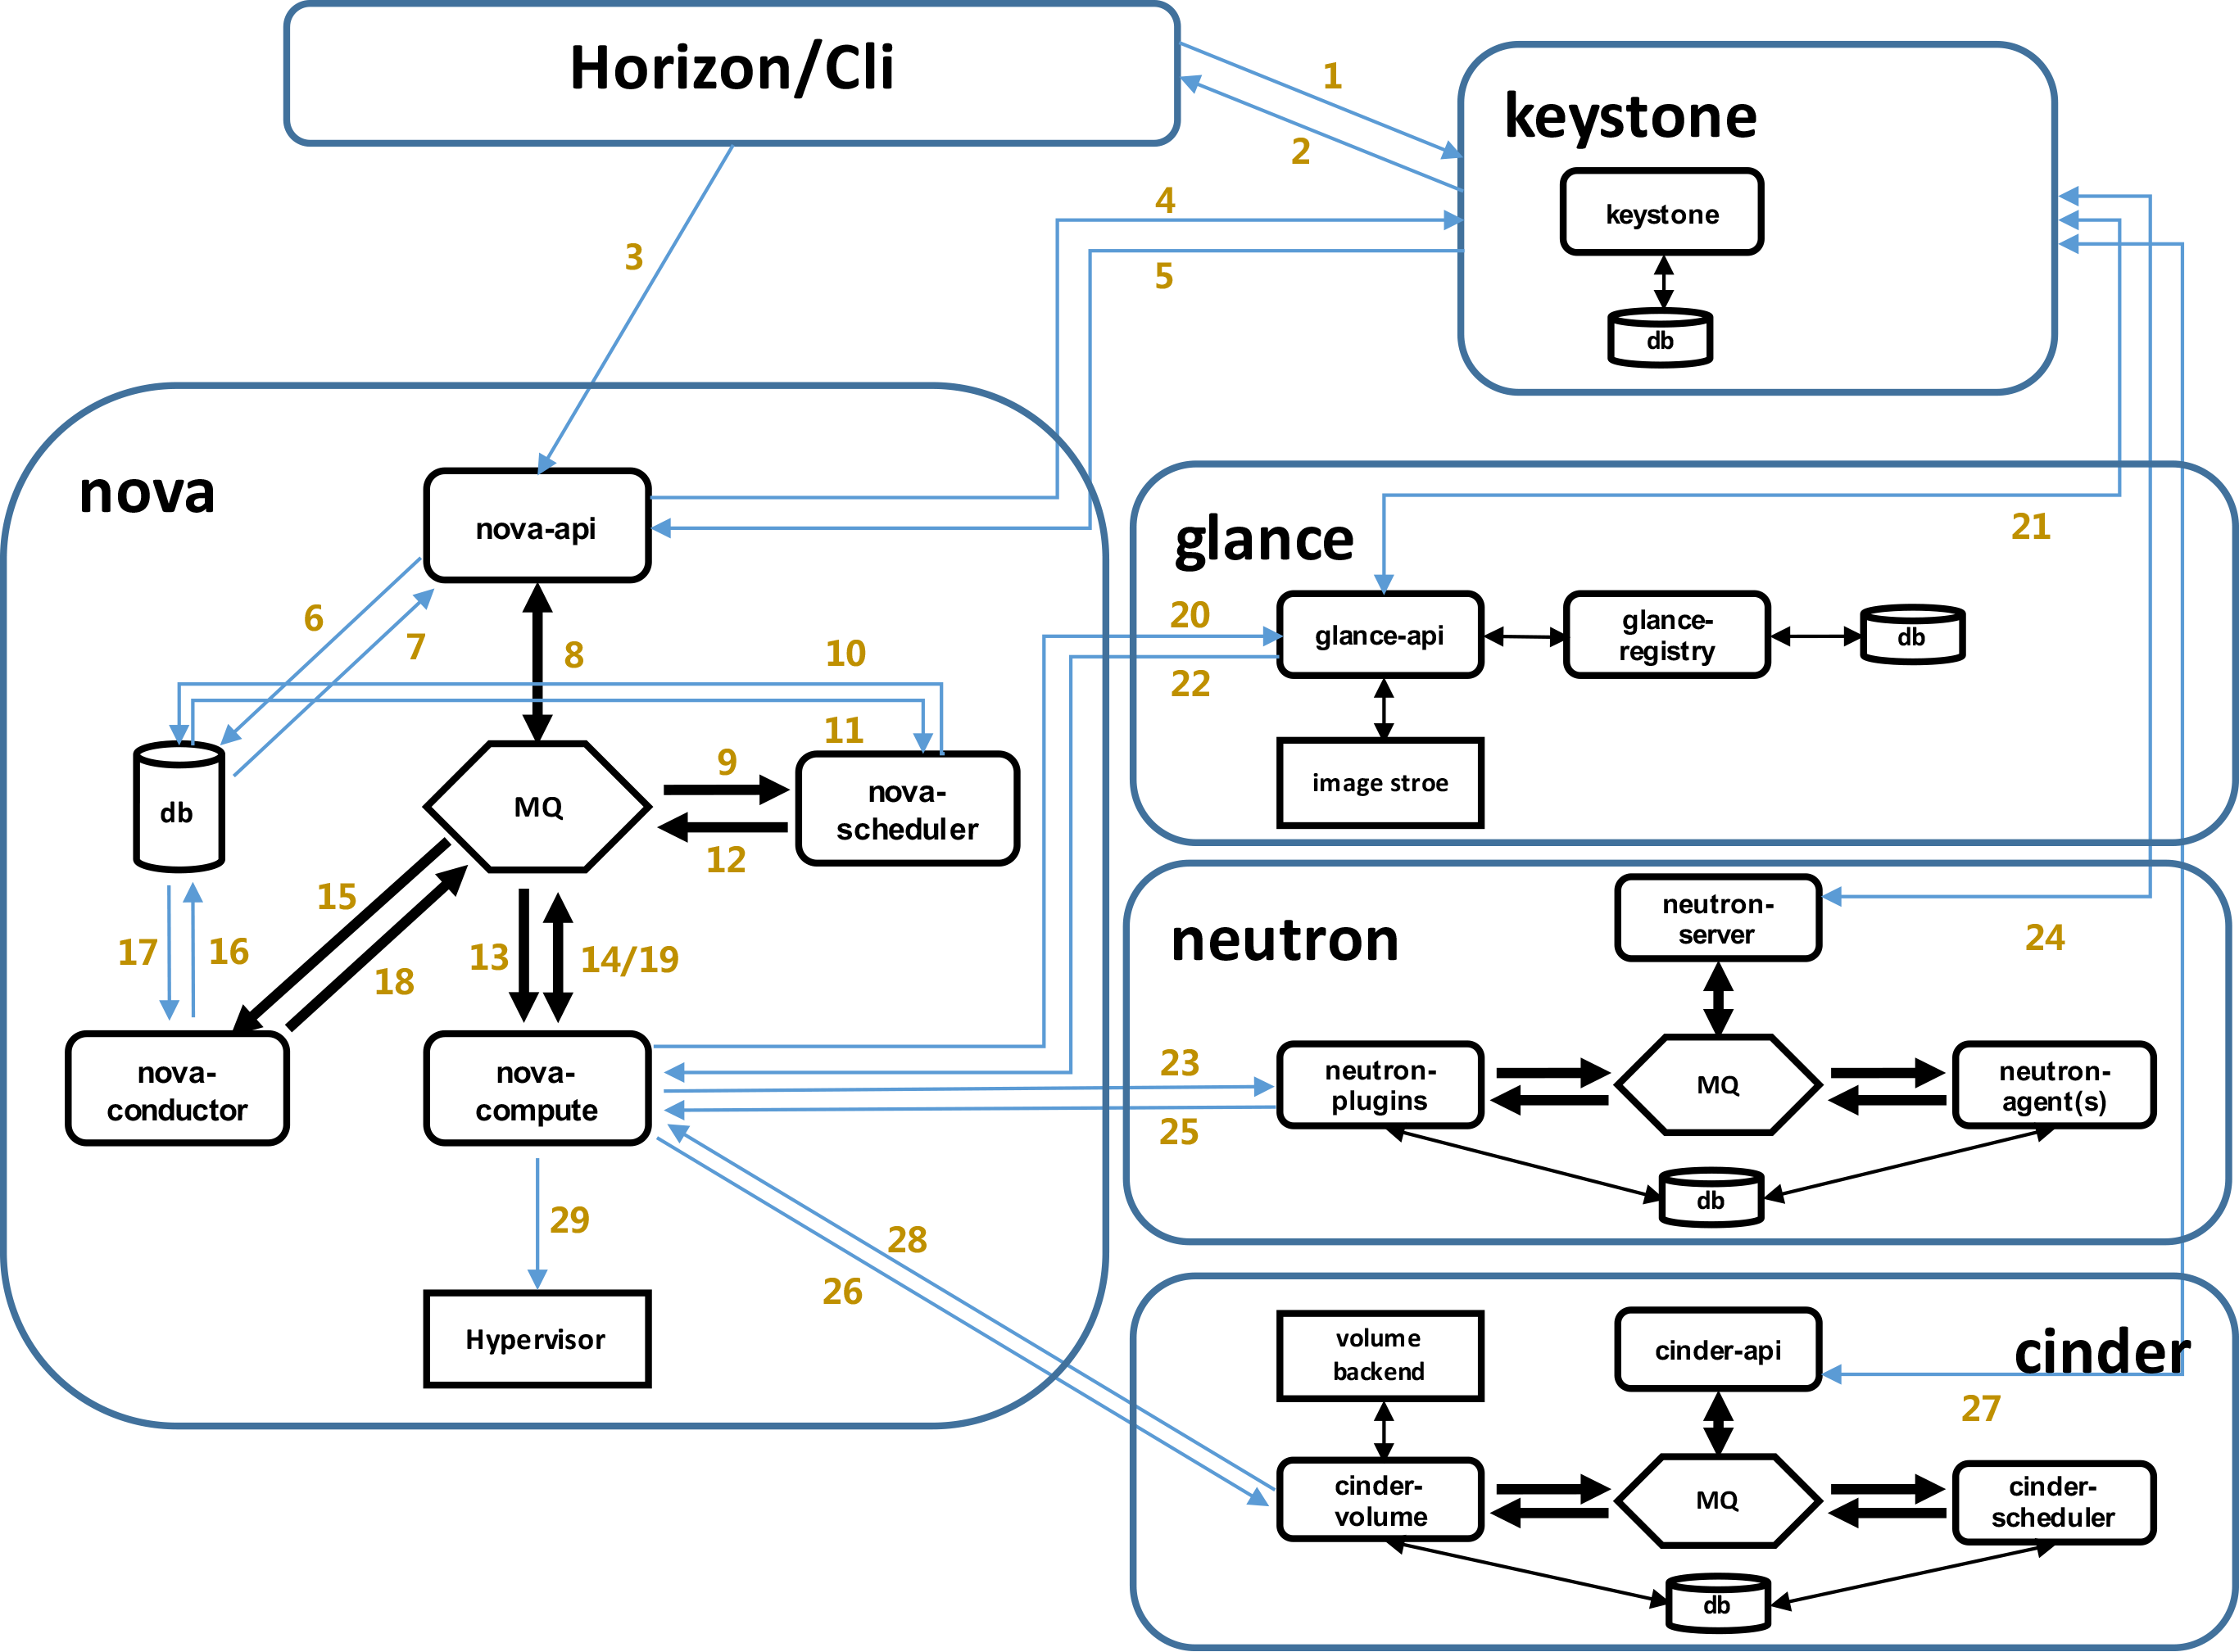 Horizon/Cli
1
2
keystone
keystone
db
3
4
5
nova
nova-api
6
7
8
10
11
9
12
nova-
scheduler
MQ
db
15
18
17
16
13
14/19
nova-
conductor
nova-
compute
29
Hypervisor
28
26
glance
21
20
22
glance-api
glance-
registry
db
image stroe
neutron
neutron-
server
24
23
25
neutron-
plugins
MQ
neutron-
agent(s)
db
cinder
volume
backend
cinder-api
27
cinder-
volume
MQ
cinder-
scheduler
db